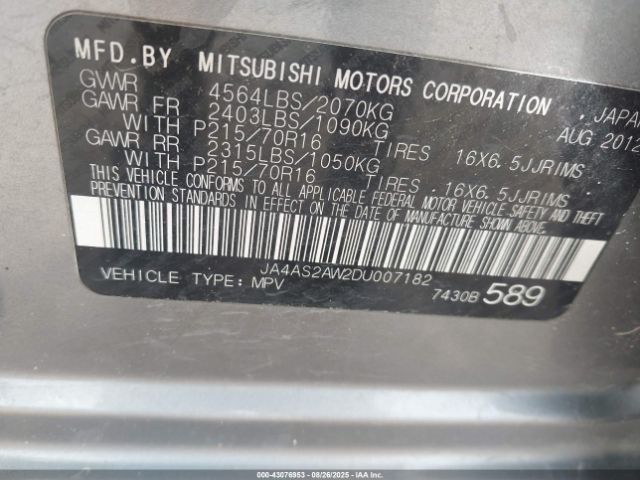 MFD.BY MITSUBISHI MOTORS CORPORATION , JAPAN
GVWR 4564LBS/2070KG AUG 2012
GAWR FR 2403LBS/1090KG
WITH P215/70R16 TIRES 16X6.5JJRIMS
GAWR RR 2315LBS/1050KG
WITH P215/70R16 TIRES . 16X6.5JJRIMS
THIS VEHICLE CONFORMS TO ALL APPLICABLE FEDERAL MOTOR VEHICLE SAFETY AND THEFT
PREVENTION STANDARDS IN EFFECT ON THE DATE OF MANUFACTURE SHOWN ABOVE.
JA4AS2AW2DU007182
VEHICLE TYPE: MPV 7430B 589
000-43076953 - 08/26/2025 - IAAI.com